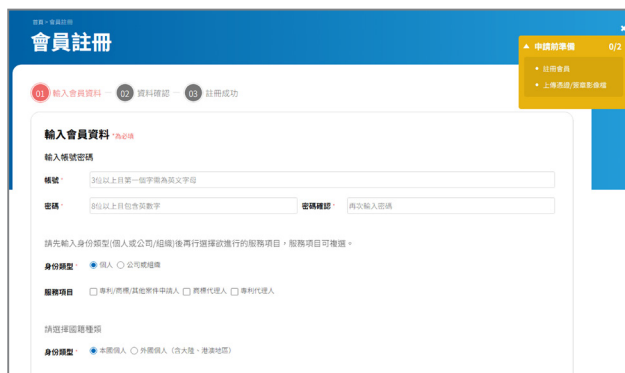 首頁 > 會員註冊
會員註冊
申請前準備 0/2
註冊會員
上傳憑證/簽章影像檔
01 輸入會員資料 02 資料確認 03 註冊成功
輸入會員資料 *為必填
輸入帳號密碼
帳號* 3位以上且第一個字需為英文字母
密碼* 8位以上且包含英數字 密碼確認* 再次輸入密碼
請先輸入身份類型(個人或公司/組織)後再行選擇欲進行的服務項目，服務項目可複選。
身份類型* 個人 公司或組織
服務項目 專利/商標/其他案件申請人 商標代理人 專利代理人
請選擇國籍種類
身份類型* 本國個人 外國個人（含大陸、港澳地區）